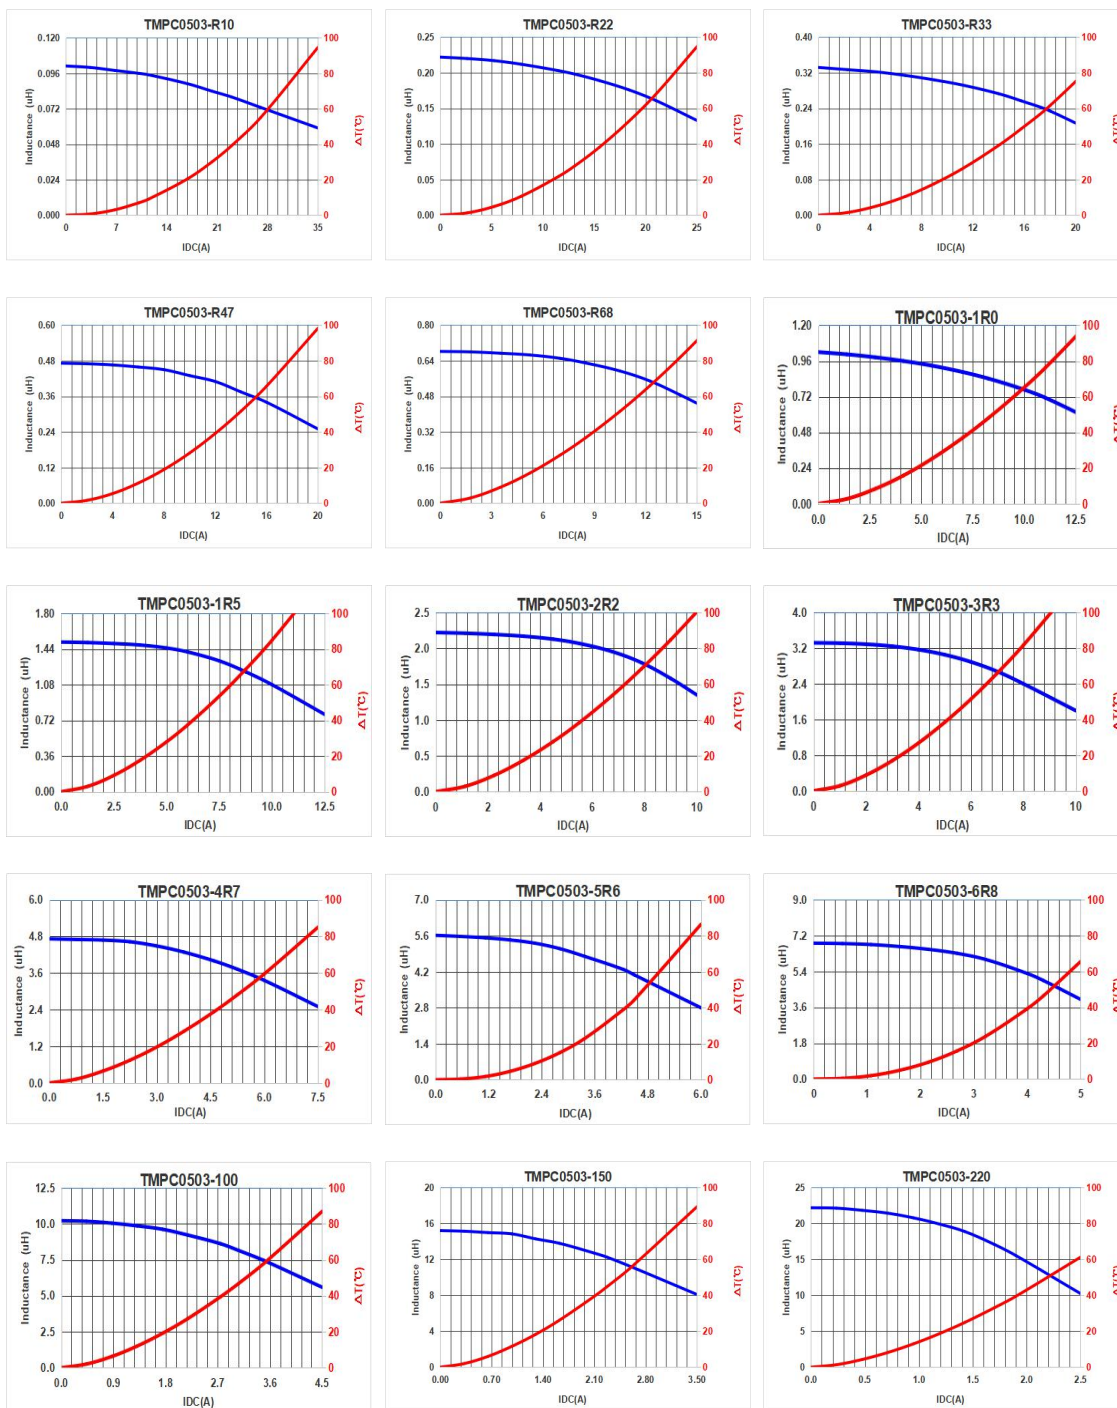 TMPC0503-R10
0.120
0.096
0.072
0.048
0.024
0.000
Inductance (uH)
100
80
60
40
20
0
ΔT(℃)
0 7 14 21 28 35
IDC(A)
TMPC0503-R22
0.25
0.20
0.15
0.10
0.05
0.00
Inductance (uH)
100
80
60
40
20
0
ΔT(℃)
0 5 10 15 20 25
IDC(A)
TMPC0503-R33
0.40
0.32
0.24
0.16
0.08
0.00
Inductance (uH)
100
80
60
40
20
0
ΔT(℃)
0 4 8 12 16 20
IDC(A)
TMPC0503-R47
0.60
0.48
0.36
0.24
0.12
0.00
Inductance (uH)
100
80
60
40
20
0
ΔT(℃)
0 4 8 12 16 20
IDC(A)
TMPC0503-R68
0.80
0.64
0.48
0.32
0.16
0.00
Inductance (uH)
100
80
60
40
20
0
ΔT(℃)
0 3 6 9 12 15
IDC(A)
TMPC0503-1R0
1.20
0.96
0.72
0.48
0.24
0.00
Inductance (uH)
100
80
60
40
20
0
ΔT(℃)
0.0 2.5 5.0 7.5 10.0 12.5
IDC(A)
TMPC0503-1R5
1.80
1.44
1.08
0.72
0.36
0.00
Inductance (uH)
100
80
60
40
20
0
ΔT(℃)
0.0 2.5 5.0 7.5 10.0 12.5
IDC(A)
TMPC0503-2R2
2.5
2.0
1.5
1.0
0.5
0.0
Inductance (uH)
100
80
60
40
20
0
ΔT(℃)
0 2 4 6 8 10
IDC(A)
TMPC0503-3R3
4.0
3.2
2.4
1.6
0.8
0.0
Inductance (uH)
100
80
60
40
20
0
ΔT(℃)
0 2 4 6 8 10
IDC(A)
TMPC0503-4R7
6.0
4.8
3.6
2.4
1.2
0.0
Inductance (uH)
100
80
60
40
20
0
ΔT(℃)
0.0 1.5 3.0 4.5 6.0 7.5
IDC(A)
TMPC0503-5R6
7.0
5.6
4.2
2.8
1.4
0.0
Inductance (uH)
100
80
60
40
20
0
ΔT(℃)
0.0 1.2 2.4 3.6 4.8 6.0
IDC(A)
TMPC0503-6R8
9.0
7.2
5.4
3.6
1.8
0.0
Inductance (uH)
100
80
60
40
20
0
ΔT(℃)
0 1 2 3 4 5
IDC(A)
TMPC0503-100
12.5
10.0
7.5
5.0
2.5
0.0
Inductance (uH)
100
80
60
40
20
0
ΔT(℃)
0.0 0.9 1.8 2.7 3.6 4.5
IDC(A)
TMPC0503-150
20
16
12
8
4
0
Inductance (uH)
100
80
60
40
20
0
ΔT(℃)
0.00 0.70 1.40 2.10 2.80 3.50
IDC(A)
TMPC0503-220
25
20
15
10
5
0
Inductance (uH)
100
80
60
40
20
0
ΔT(℃)
0.0 0.5 1.0 1.5 2.0 2.5
IDC(A)